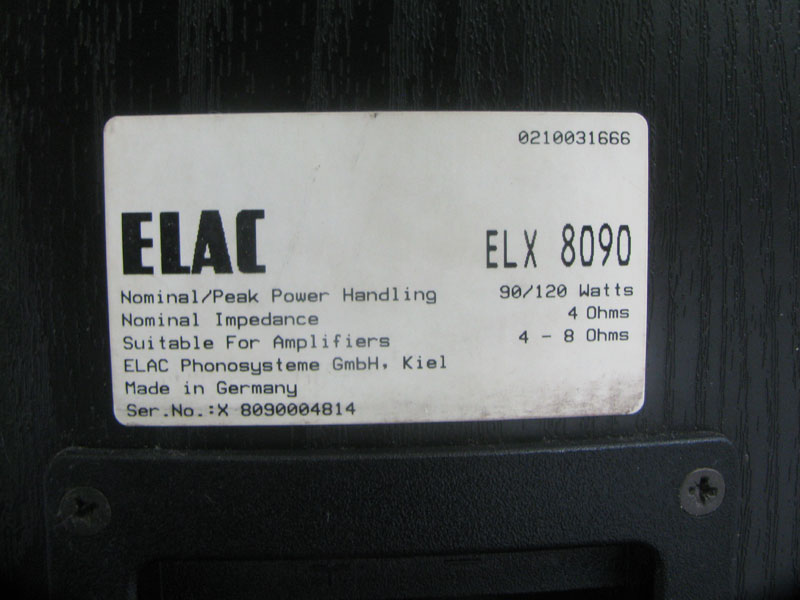 0210031666
ELAC ELX 8090
Nominal/Peak Power Handling 90/120 Watts
Nominal Impedance 4 Ohms
Suitable For Amplifiers 4 - 8 Ohms
ELAC Phonosysteme GmbH, Kiel
Made in Germany
Ser.No.:X 8090004814